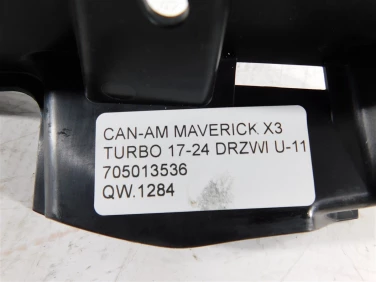 CAN-AM MAVERICK X3
TURBO 17-24 DRZWI U-11
705013536
QW.1284